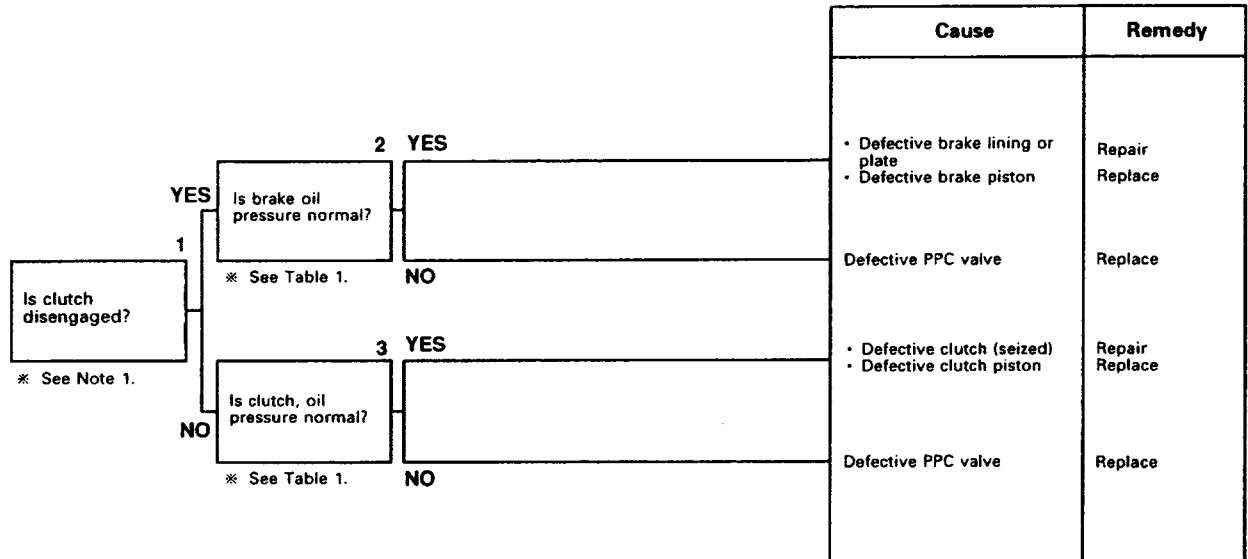 Cause Remedy
2 YES
• Defective brake lining or Repair
plate
• Defective brake piston Replace
YES
Is brake oil
pressure normal?
※ See Table 1.
NO
Defective PPC valve Replace
1
Is clutch
disengaged?
※ See Note 1.
3 YES
• Defective clutch (seized) Repair
• Defective clutch piston Replace
NO
Is clutch, oil
pressure normal?
※ See Table 1.
NO
Defective PPC valve Replace